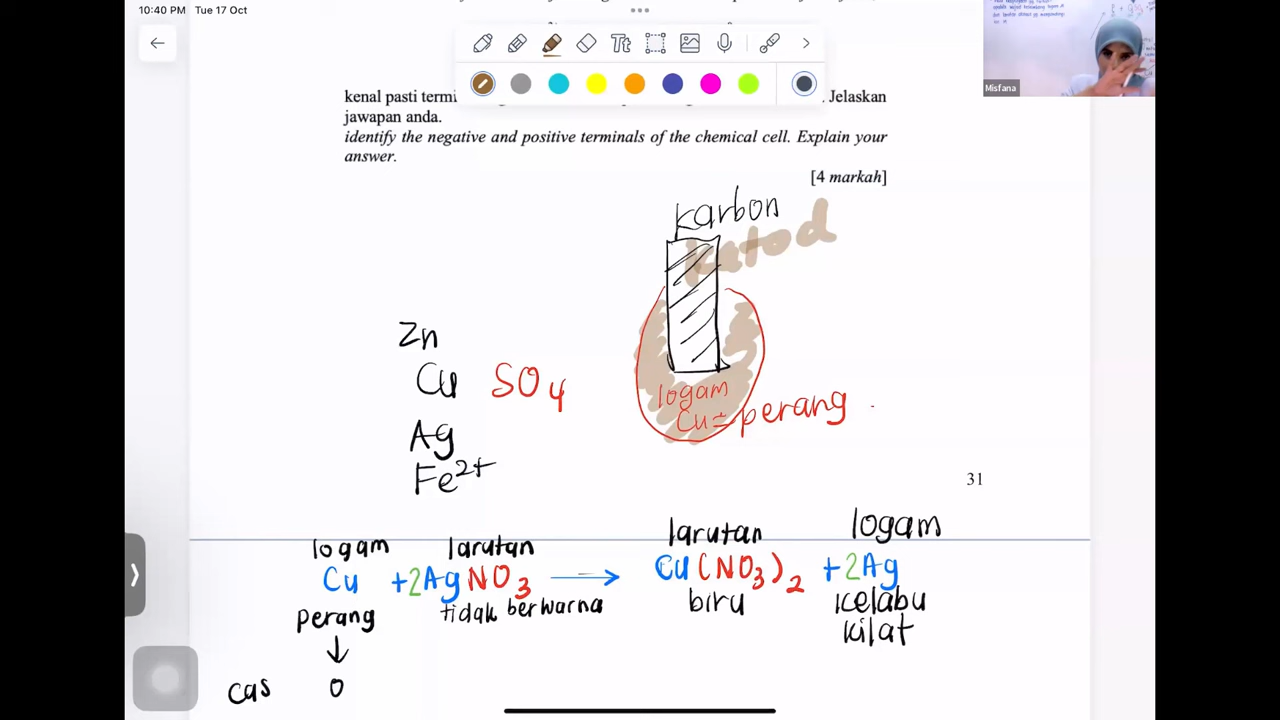 10:40 PM Tue 17 Oct
Tt
Misfana
kenal pasti
Jelaskan
jawapan anda.
identify the negative and positive terminals of the chemical cell. Explain your
answer.
[4 markah]
karbon
katod
Zn
Cu SO4
Ag
Fe2+
logam
Cu = perang
31
logam larutan larutan logam
Cu +2AgNO3 → Cu(NO3)2 +2Ag
perang tidak berwarna biru kelabu
kilat
↓
cas 0